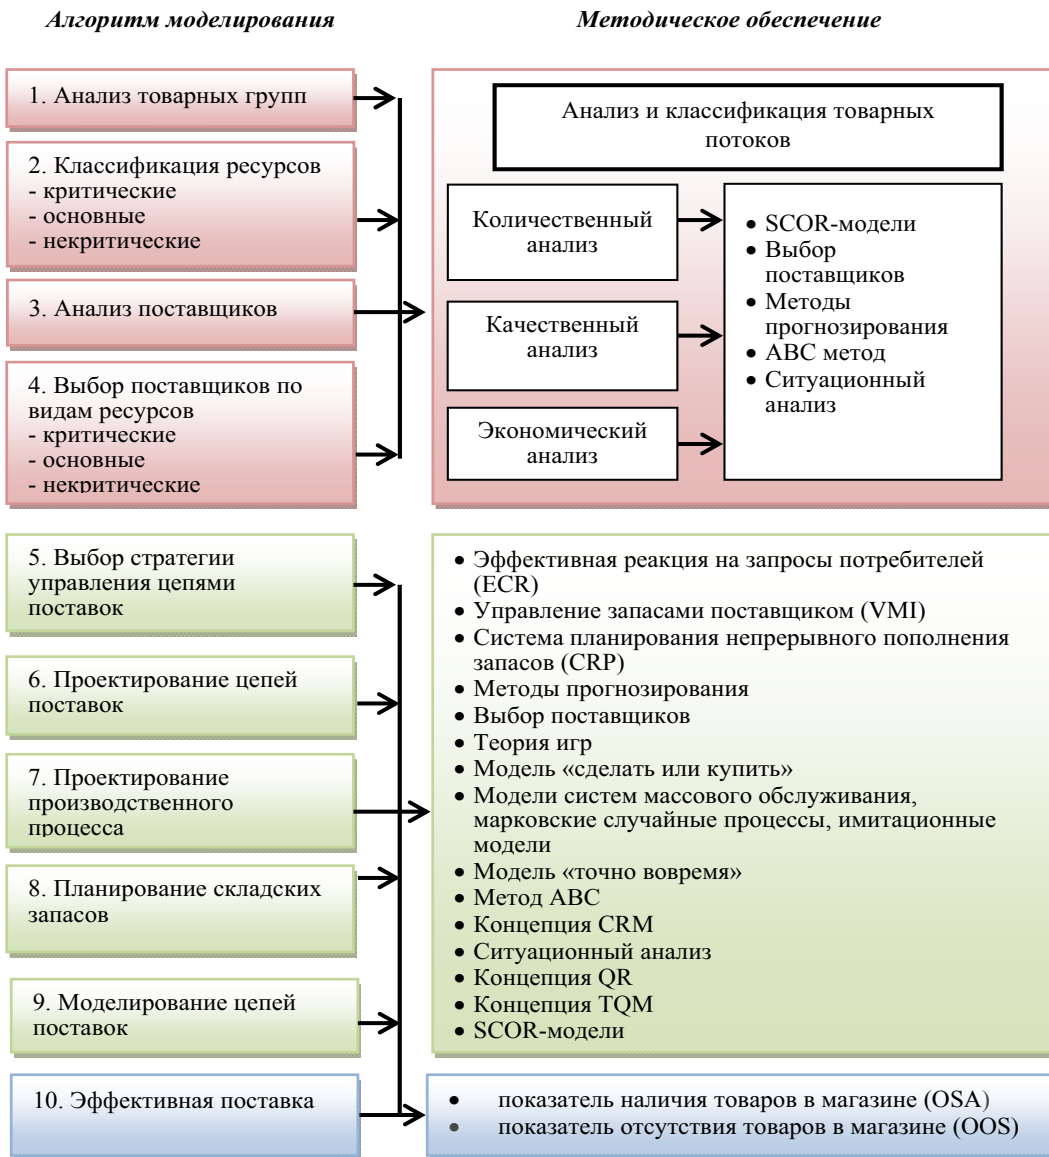 Алгоритм моделирования
Методическое обеспечение
1. Анализ товарных групп
2. Классификация ресурсов
- критические
- основные
- некритические
3. Анализ поставщиков
4. Выбор поставщиков по
видам ресурсов
- критические
- основные
- некритические
Анализ и классификация товарных
потоков
Количественный
анализ
Качественный
анализ
Экономический
анализ
• SCOR-модели
• Выбор
поставщиков
• Методы
прогнозирования
• ABC метод
• Ситуационный
анализ
5. Выбор стратегии
управления цепями
поставок
6. Проектирование цепей
поставок
7. Проектирование
производственного
процесса
8. Планирование складских
запасов
9. Моделирование цепей
поставок
• Эффективная реакция на запросы потребителей
(ECR)
• Управление запасами поставщиком (VMI)
• Система планирования непрерывного пополнения
запасов (CRP)
• Методы прогнозирования
• Выбор поставщиков
• Теория игр
• Модель «сделать или купить»
• Модели систем массового обслуживания,
марковские случайные процессы, имитационные
модели
• Модель «точно вовремя»
• Метод ABC
• Концепция CRM
• Ситуационный анализ
• Концепция QR
• Концепция TQM
• SCOR-модели
10. Эффективная поставка
• показатель наличия товаров в магазине (OSA)
• показатель отсутствия товаров в магазине (OOS)